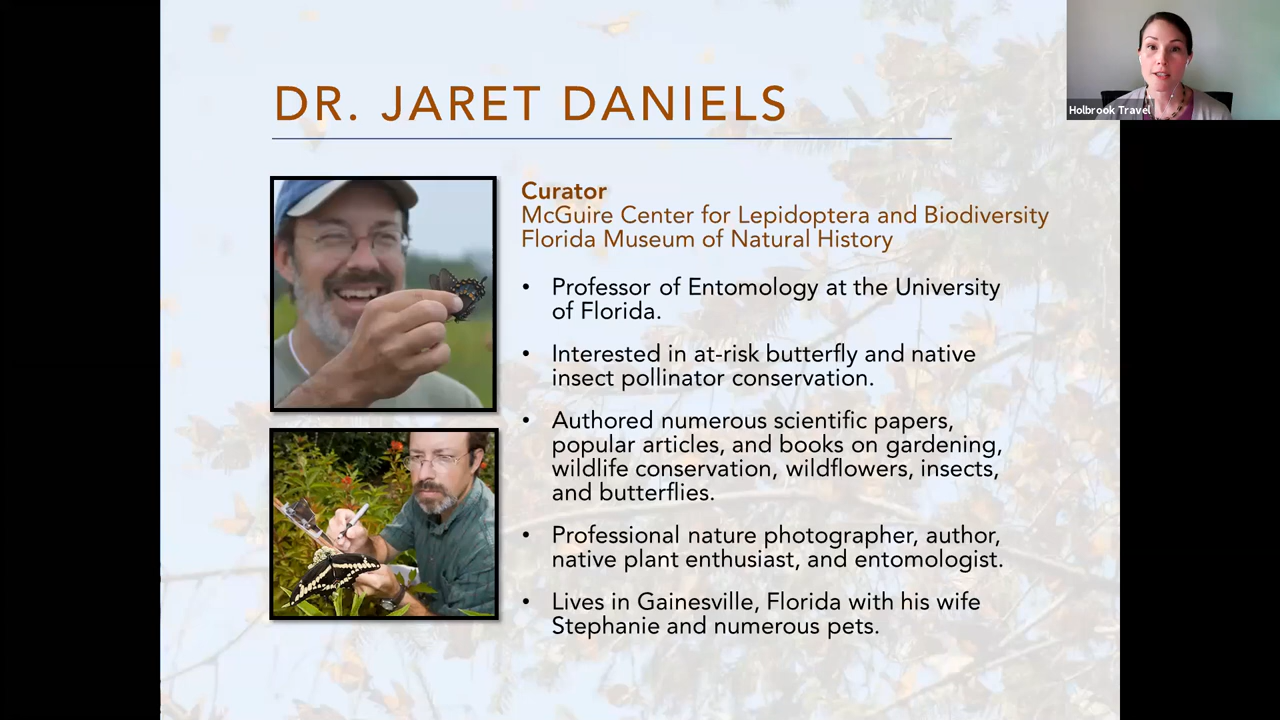 DR. JARET DANIELS
Holbrook Travel
Curator
McGuire Center for Lepidoptera and Biodiversity
Florida Museum of Natural History
• Professor of Entomology at the University
of Florida.
• Interested in at-risk butterfly and native
insect pollinator conservation.
• Authored numerous scientific papers,
popular articles, and books on gardening,
wildlife conservation, wildflowers, insects,
and butterflies.
• Professional nature photographer, author,
native plant enthusiast, and entomologist.
• Lives in Gainesville, Florida with his wife
Stephanie and numerous pets.